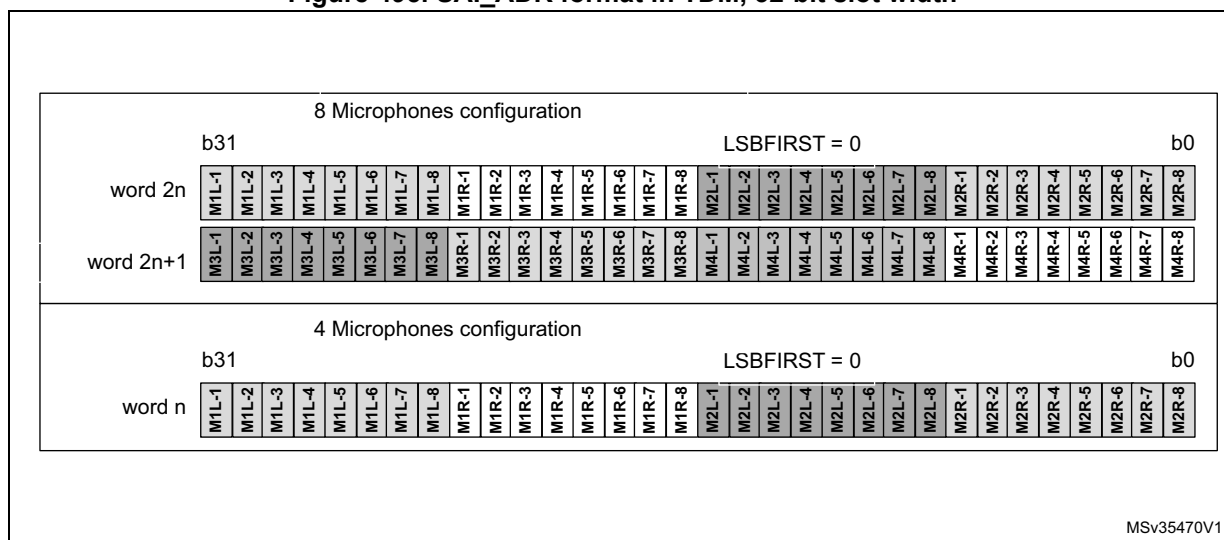 8 Microphones configuration
b31 LSBFIRST = 0 b0
word 2n M1L-1 M1L-2 M1L-3 M1L-4 M1L-5 M1L-6 M1L-7 M1L-8 M1R-1 M1R-2 M1R-3 M1R-4 M1R-5 M1R-6 M1R-7 M1R-8 M2L-1 M2L-2 M2L-3 M2L-4 M2L-5 M2L-6 M2L-7 M2L-8 M2R-1 M2R-2 M2R-3 M2R-4 M2R-5 M2R-6 M2R-7 M2R-8
word 2n+1 M3L-1 M3L-2 M3L-3 M3L-4 M3L-5 M3L-6 M3L-7 M3L-8 M3R-1 M3R-2 M3R-3 M3R-4 M3R-5 M3R-6 M3R-7 M3R-8 M4L-1 M4L-2 M4L-3 M4L-4 M4L-5 M4L-6 M4L-7 M4L-8 M4R-1 M4R-2 M4R-3 M4R-4 M4R-5 M4R-6 M4R-7 M4R-8
4 Microphones configuration
b31 LSBFIRST = 0 b0
word n M1L-1 M1L-2 M1L-3 M1L-4 M1L-5 M1L-6 M1L-7 M1L-8 M1R-1 M1R-2 M1R-3 M1R-4 M1R-5 M1R-6 M1R-7 M1R-8 M2L-1 M2L-2 M2L-3 M2L-4 M2L-5 M2L-6 M2L-7 M2L-8 M2R-1 M2R-2 M2R-3 M2R-4 M2R-5 M2R-6 M2R-7 M2R-8
MSv35470V1